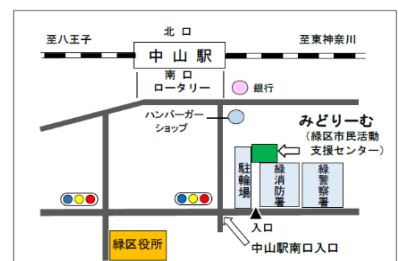 北 口
至八王子
至東神奈川
中 山 駅
南 口
ロータリー
銀行
ハンバーガー
ショップ
みどりーむ
（緑区市民活動
支援センター）
駐輪場
緑消防署
緑警察署
入口
緑区役所
中山駅南口入口